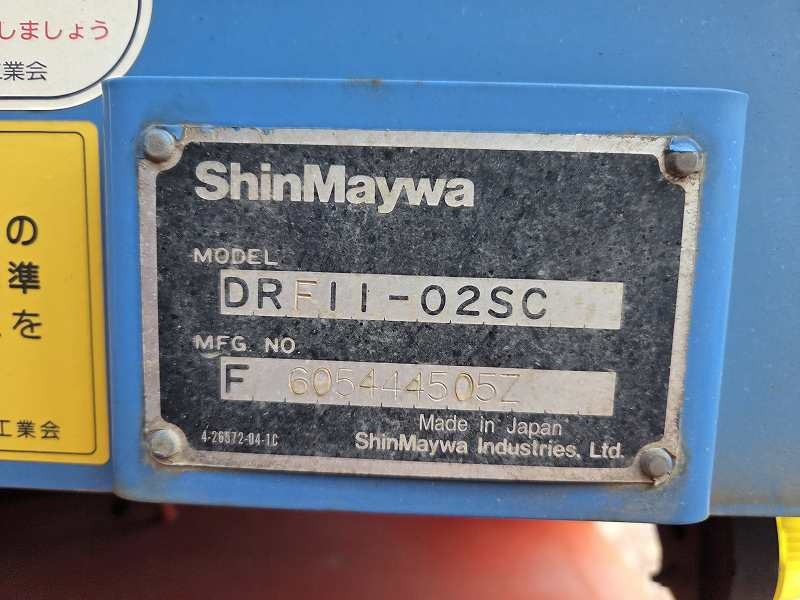 しましょう
工業会
の
準
を
工業会
ShinMaywa
MODEL
DRF11-02SC
MFG. NO.
F 605444505Z
4-26572-04-1C
Made in Japan
ShinMaywa Industries, Ltd.